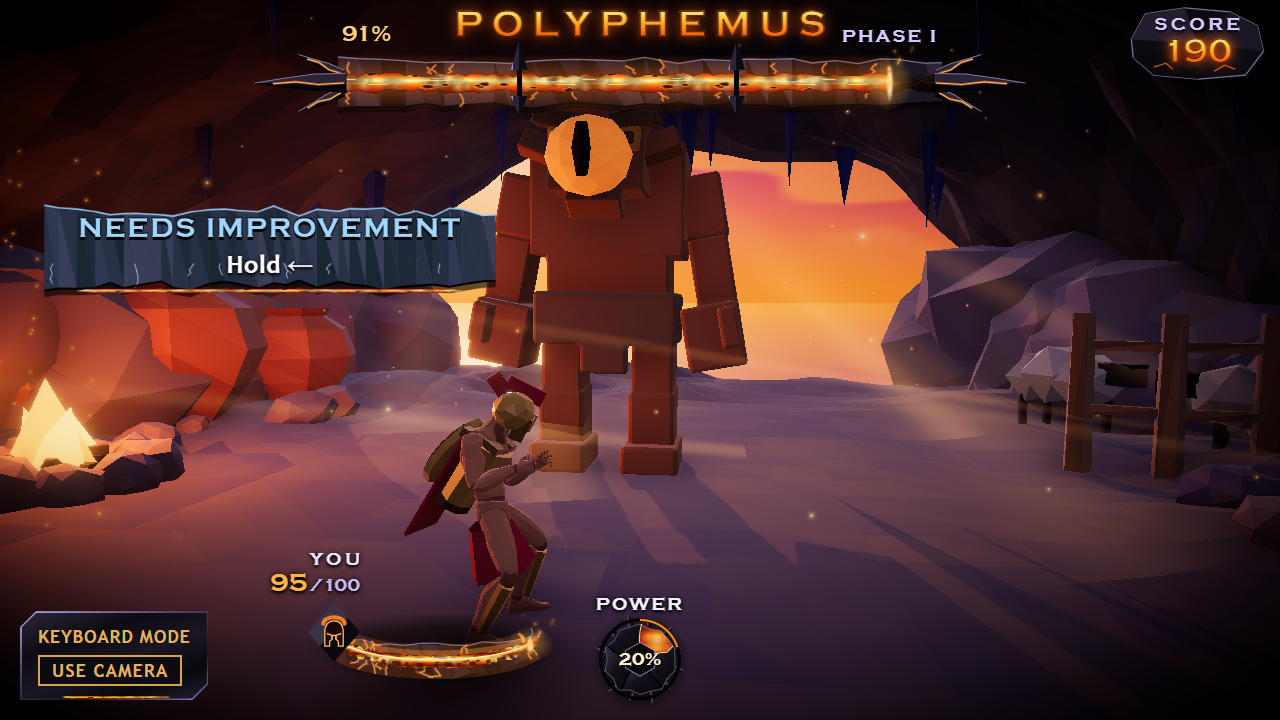 91%
POLYPHEMUS
PHASE I
SCORE
190
NEEDS IMPROVEMENT
Hold ←
YOU
95/100
POWER
20%
KEYBOARD MODE
USE CAMERA